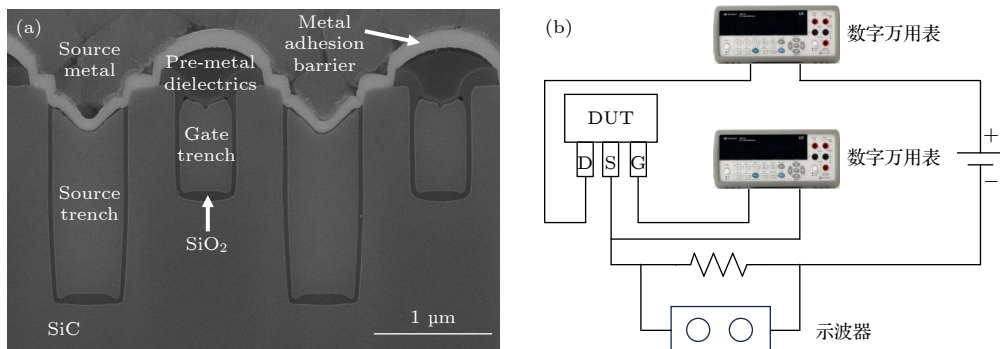 (a)
Source
metal
Pre-metal
dielectrics
Metal
adhesion
barrier
Gate
trench
Source
trench
SiO₂
SiC
1 μm
(b)
数字万用表
DUT
D S G
数字万用表
+
−
示波器